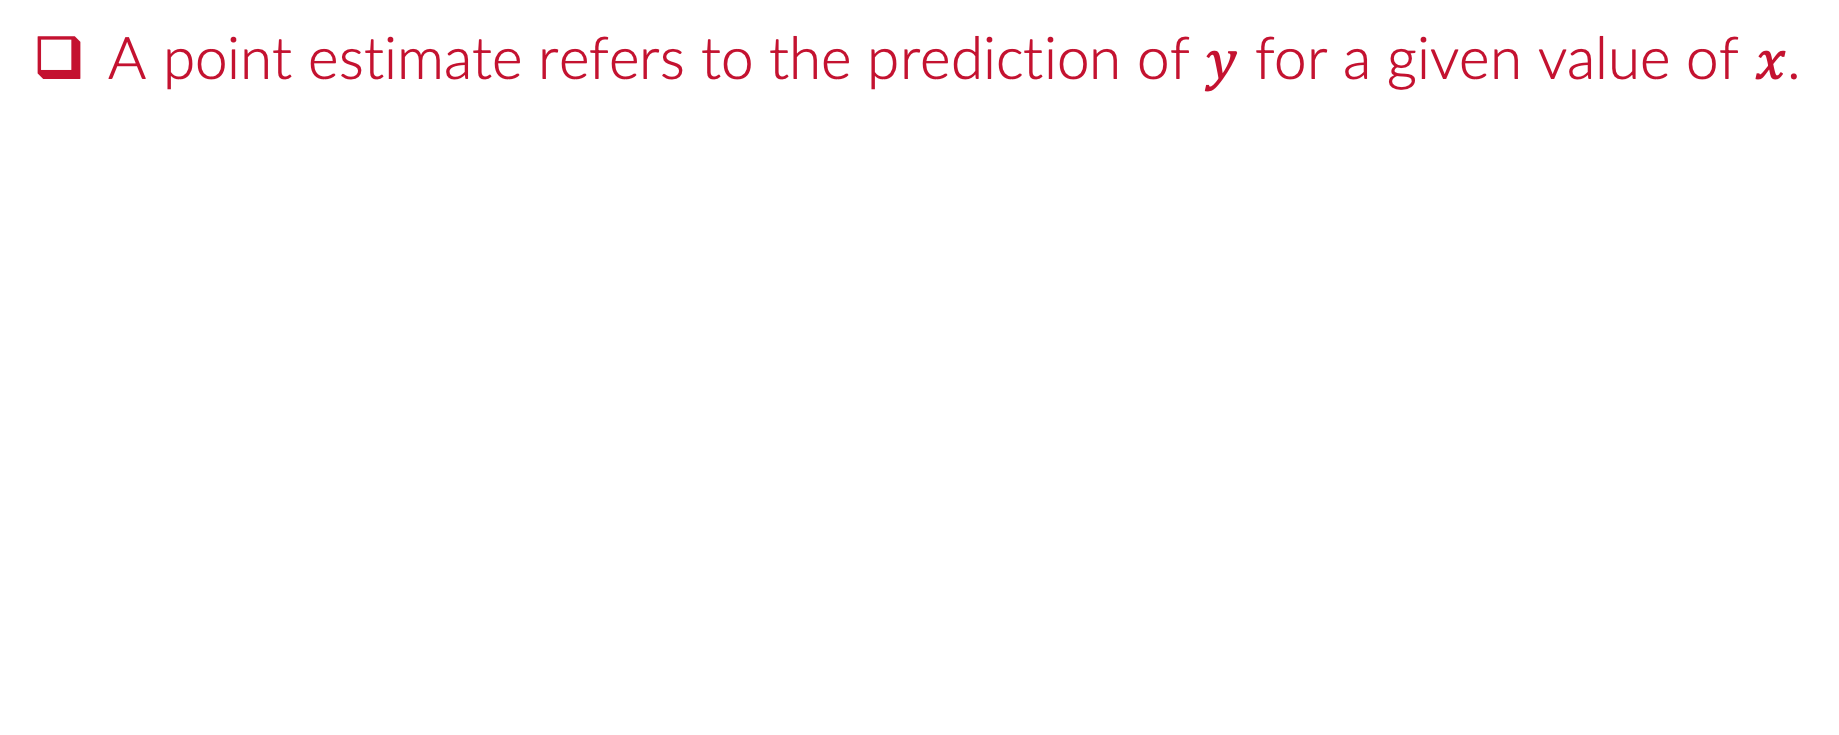 ❑ A point estimate refers to the prediction of y for a given value of x.